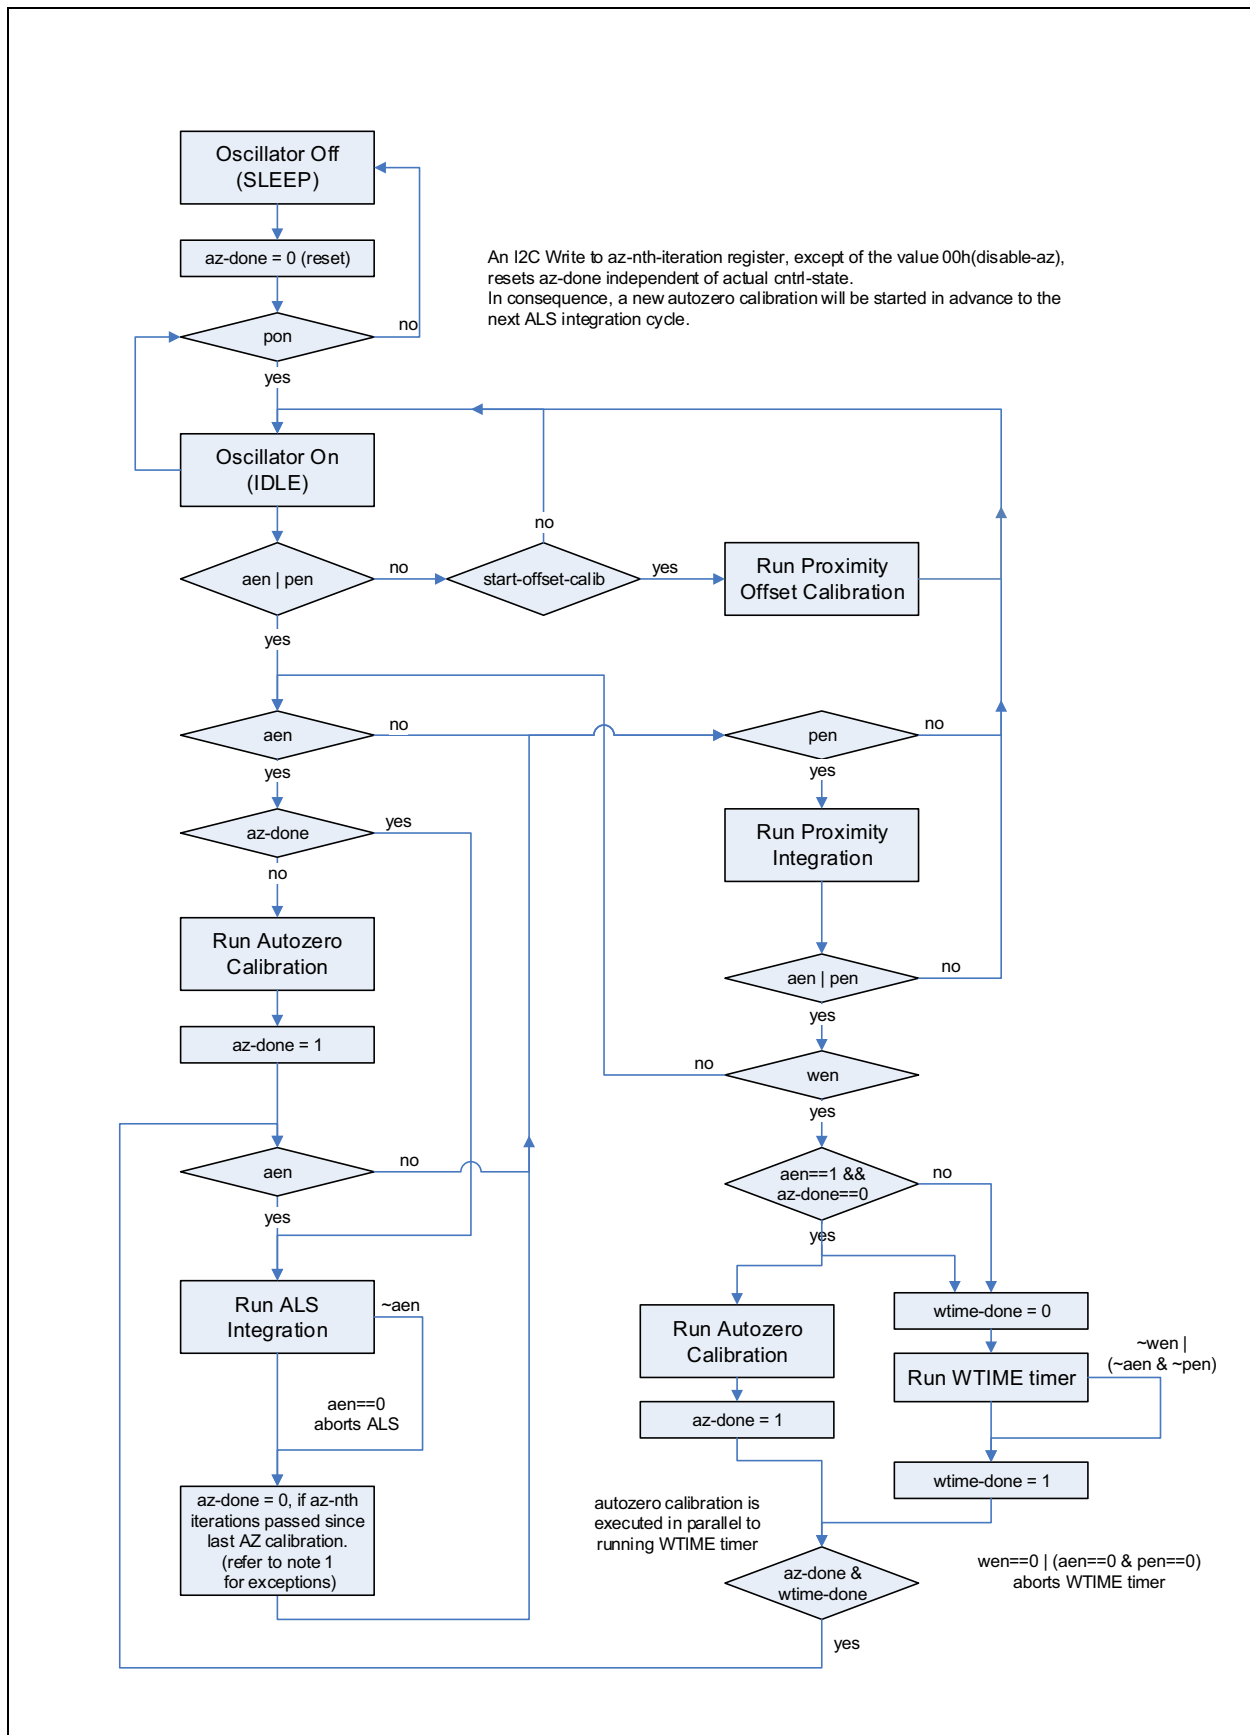 Oscillator Off
(SLEEP)
az-done = 0 (reset)
An I2C Write to az-nth-iteration register, except of the value 00h(disable-az),
resets az-done independent of actual cntrl-state.
In consequence, a new autozero calibration will be started in advance to the
next ALS integration cycle.
pon
no
yes
Oscillator On
(IDLE)
no
aen | pen
no
start-offset-calib
yes
Run Proximity
Offset Calibration
yes
aen
no
pen
no
yes
yes
az-done
yes
Run Proximity
Integration
no
Run Autozero
Calibration
aen | pen
no
yes
az-done = 1
no
wen
yes
aen
no
aen==1 &&
az-done==0
no
yes
yes
Run ALS
Integration
~aen
wtime-done = 0
Run Autozero
Calibration
~wen |
(~aen & ~pen)
Run WTIME timer
aen==0
aborts ALS
az-done = 1
wtime-done = 1
az-done = 0, if az-nth
iterations passed since
last AZ calibration.
(refer to note 1
for exceptions)
autozero calibration is
executed in parallel to
running WTIME timer
az-done &
wtime-done
wen==0 | (aen==0 & pen==0)
aborts WTIME timer
yes